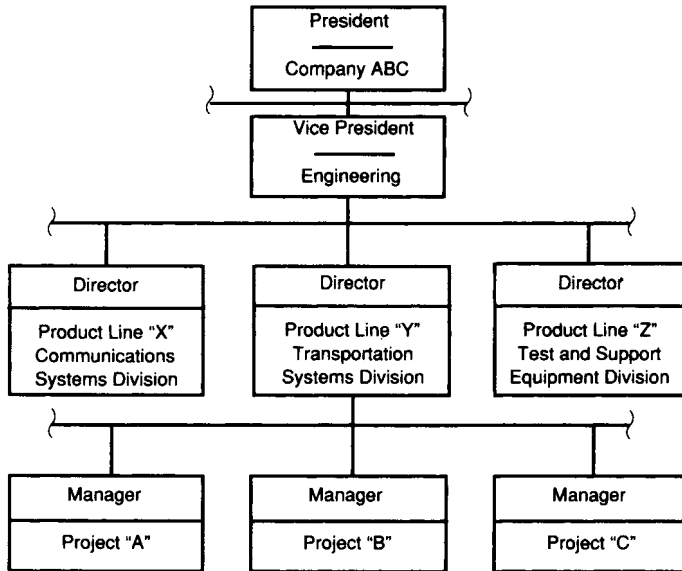 President
Company ABC
Vice President
Engineering
Director
Product Line “X”
Communications
Systems Division
Director
Product Line “Y”
Transportation
Systems Division
Director
Product Line “Z”
Test and Support
Equipment Division
Manager
Project “A”
Manager
Project “B”
Manager
Project “C”